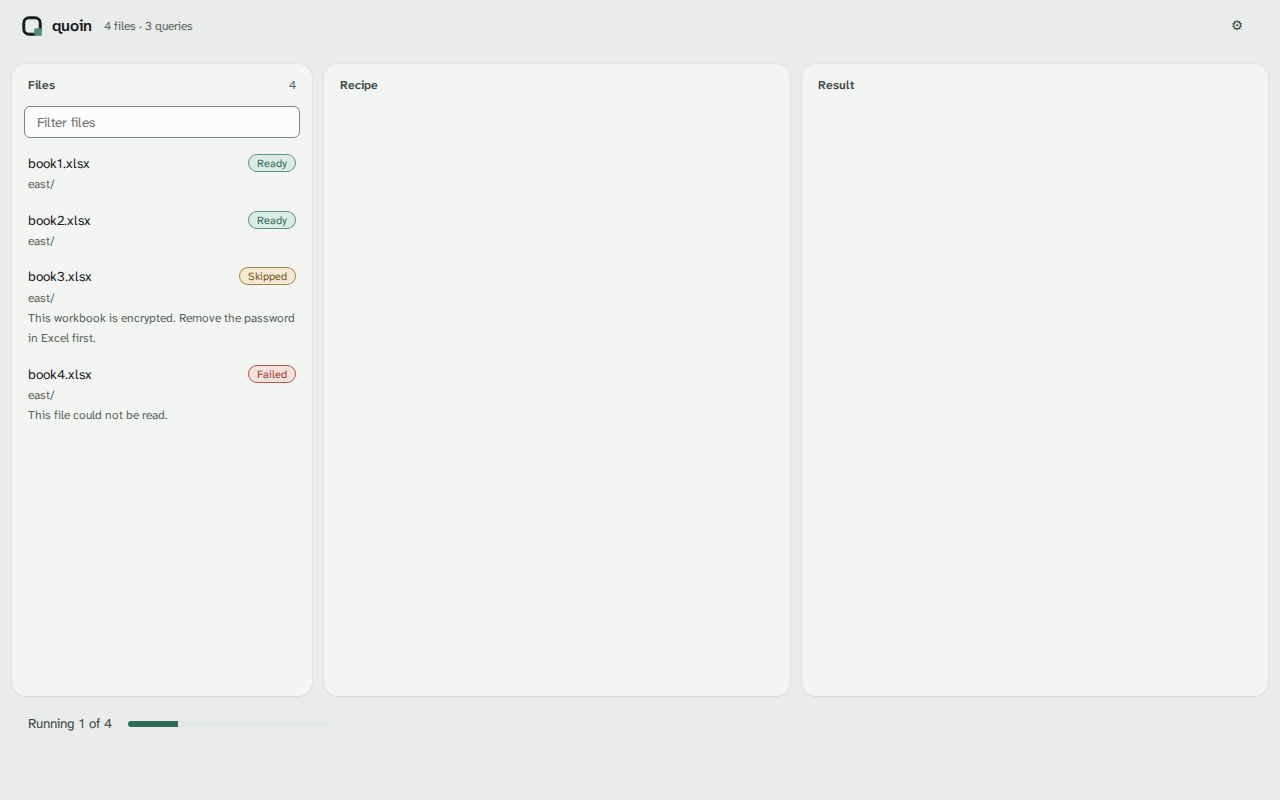 quoin 4 files · 3 queries
Files 4
Filter files
book1.xlsx Ready
east/
book2.xlsx Ready
east/
book3.xlsx Skipped
east/
This workbook is encrypted. Remove the password
in Excel first.
book4.xlsx Failed
east/
This file could not be read.
Recipe
Result
Running 1 of 4